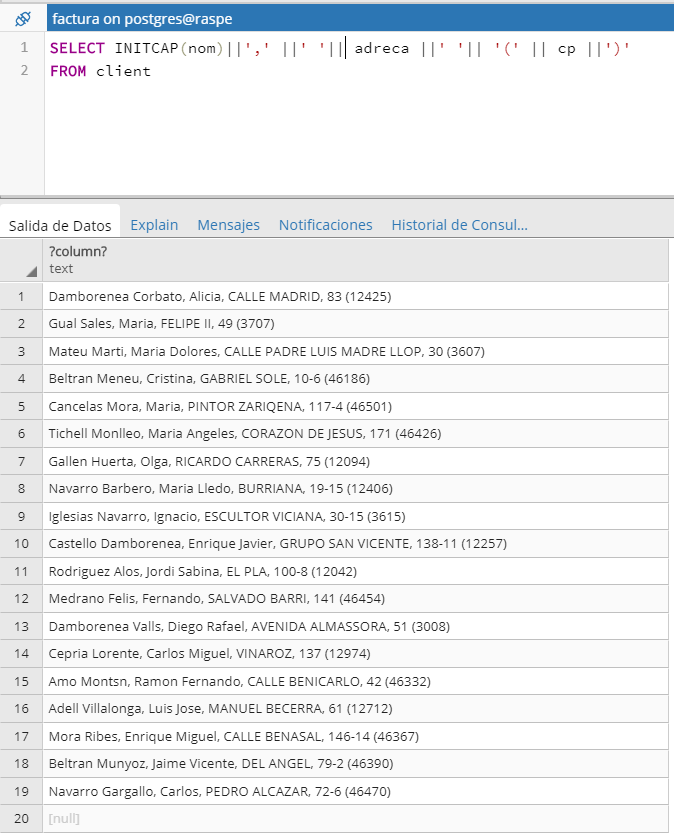 factura on postgres@raspe
1 SELECT INITCAP(nom)||',' ||' '|| adreca ||' '|| '(' || cp ||')'
2 FROM client
Salida de Datos Explain Mensajes Notificaciones Historial de Consul...
?column?
text
1 Damborenea Corbato, Alicia, CALLE MADRID, 83 (12425)
2 Gual Sales, Maria, FELIPE II, 49 (3707)
3 Mateu Marti, Maria Dolores, CALLE PADRE LUIS MADRE LLOP, 30 (3607)
4 Beltran Meneu, Cristina, GABRIEL SOLE, 10-6 (46186)
5 Cancelas Mora, Maria, PINTOR ZARIQENA, 117-4 (46501)
6 Tichell Monlleo, Maria Angeles, CORAZON DE JESUS, 171 (46426)
7 Gallen Huerta, Olga, RICARDO CARRERAS, 75 (12094)
8 Navarro Barbero, Maria Lledo, BURRIANA, 19-15 (12406)
9 Iglesias Navarro, Ignacio, ESCULTOR VICIANA, 30-15 (3615)
10 Castello Damborenea, Enrique Javier, GRUPO SAN VICENTE, 138-11 (12257)
11 Rodriguez Alos, Jordi Sabina, EL PLA, 100-8 (12042)
12 Medrano Felis, Fernando, SALVADO BARRI, 141 (46454)
13 Damborenea Valls, Diego Rafael, AVENIDA ALMASSORA, 51 (3008)
14 Cepria Lorente, Carlos Miguel, VINAROZ, 137 (12974)
15 Amo Montsn, Ramon Fernando, CALLE BENICARLO, 42 (46332)
16 Adell Villalonga, Luis Jose, MANUEL BECERRA, 61 (12712)
17 Mora Ribes, Enrique Miguel, CALLE BENASAL, 146-14 (46367)
18 Beltran Munyoz, Jaime Vicente, DEL ANGEL, 79-2 (46390)
19 Navarro Gargallo, Carlos, PEDRO ALCAZAR, 72-6 (46470)
20 [null]